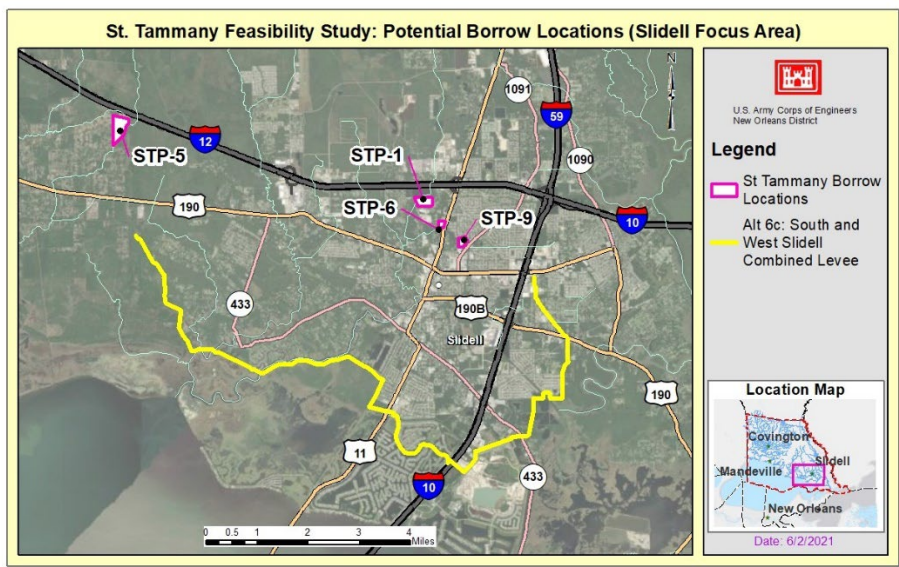 St. Tammany Feasibility Study: Potential Borrow Locations (Slidell Focus Area)
1091
59
N
12
1090
STP-5
STP-1
190
STP-6
STP-9
10
433
190B
Slidell
190
11
433
10
0 0.5 1 2 3 4
Miles
U.S. Army Corps of Engineers
New Orleans District
Legend
St Tammany Borrow
Locations
Alt 6c: South and
West Slidell
Combined Levee
Location Map
Covington
Slidell
Mandeville
New Orleans
Date: 6/2/2021